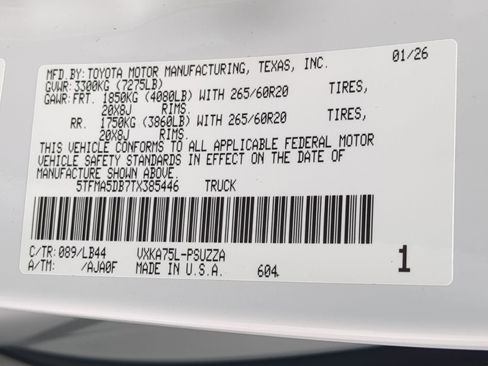 MFD. BY: TOYOTA MOTOR MANUFACTURING, TEXAS, INC. 01/26
GVWR: 3300KG (7275LB)
GAWR: FRT. 1850KG (4080LB) WITH 265/60R20 TIRES,
20X8J RIMS.
RR. 1750KG (3860LB) WITH 265/60R20 TIRES,
20X8J RIMS.
THIS VEHICLE CONFORMS TO ALL APPLICABLE FEDERAL MOTOR
VEHICLE SAFETY STANDARDS IN EFFECT ON THE DATE OF
MANUFACTURE SHOWN ABOVE.
5TFMA5DB7TX385446 TRUCK
C/TR: 089/LB44 VXKA75L-PSUZZA
A/TM: /AJA0F MADE IN U.S.A. 604 1